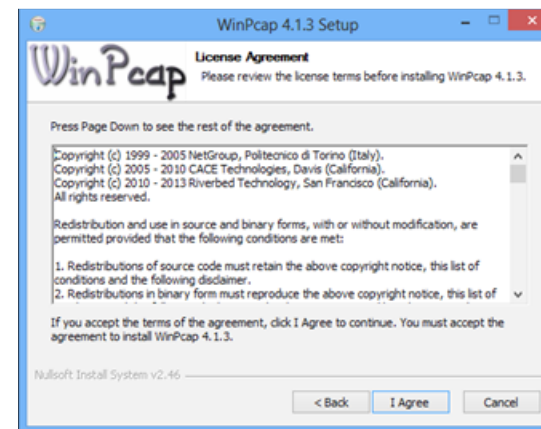 WinPcap 4.1.3 Setup
WinPcap
License Agreement
Please review the license terms before installing WinPcap 4.1.3.
Press Page Down to see the rest of the agreement.
Copyright (c) 1999 - 2005 NetGroup, Politecnico di Torino (Italy).
Copyright (c) 2005 - 2010 CACE Technologies, Davis (California).
Copyright (c) 2010 - 2013 Riverbed Technology, San Francisco (California).
All rights reserved.
Redistribution and use in source and binary forms, with or without modification, are
permitted provided that the following conditions are met:
1. Redistributions of source code must retain the above copyright notice, this list of
conditions and the following disclaimer.
2. Redistributions in binary form must reproduce the above copyright notice, this list of
If you accept the terms of the agreement, click I Agree to continue. You must accept the
agreement to install WinPcap 4.1.3.
Nullsoft Install System v2.46
< Back
I Agree
Cancel